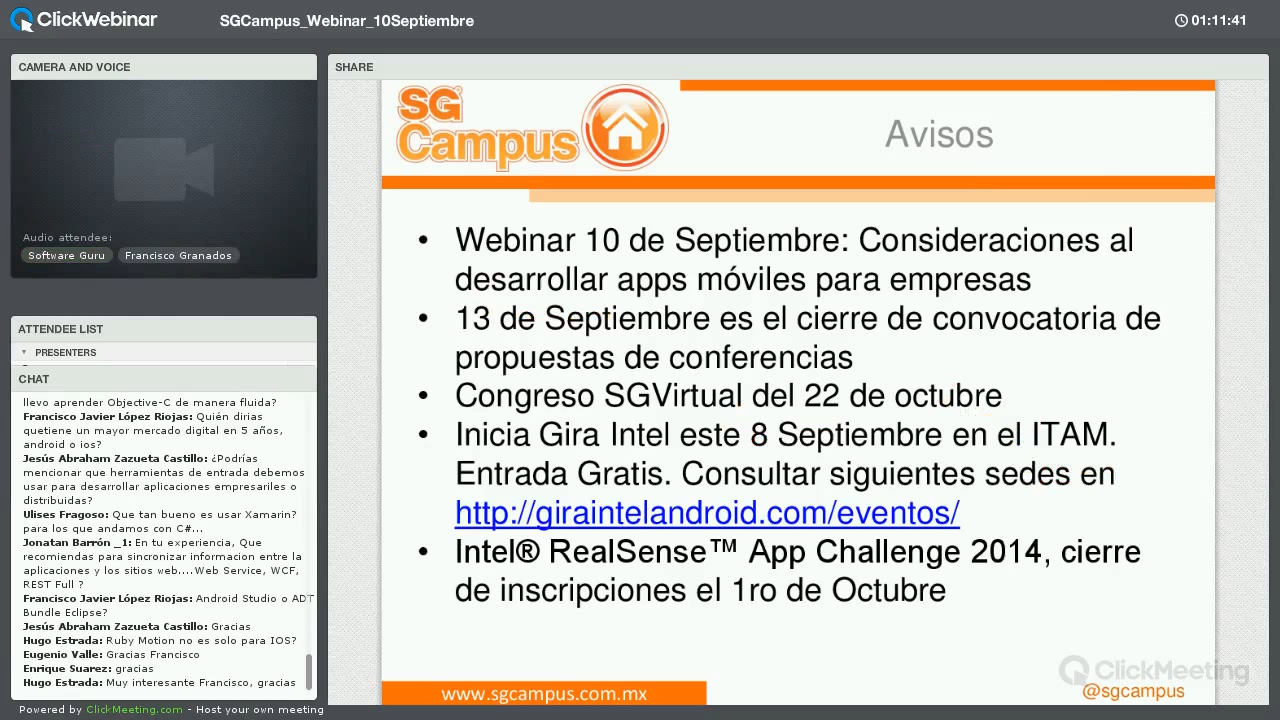 ClickWebinar
SGCampus_Webinar_10Septiembre
01:11:41
CAMERA AND VOICE
Audio attendee:
Software Guru
Francisco Granados
ATTENDEE LIST
PRESENTERS
CHAT
llevo aprender Objective-C de manera fluida?
Francisco Javier López Riojas: Quién dirias
quetiene un mayor mercado digital en 5 años,
android o ios?
Jesús Abraham Zazueta Castillo: ¿Podrías
mencionar que herramientas de entrada debemos
usar para desarrollar aplicaciones empresariales o
distribuidas?
Ulises Fragoso: Que tan bueno es usar Xamarin?
para los que andamos con C#...
Jonatan Barrón _1: En tu experiencia, Que
recomiendas para sincronizar informacion entre la
aplicaciones y los sitios web....Web Service, WCF,
REST Full ?
Francisco Javier López Riojas: Android Studio o ADT
Bundle Eclipse?
Jesús Abraham Zazueta Castillo: Gracias
Hugo Estrada: Ruby Motion no es solo para IOS?
Eugenio Valle: Gracias Francisco
Enrique Suarez: gracias
Hugo Estrada: Muy interesante Francisco, gracias
Powered by ClickMeeting.com - Host your own meeting
SHARE
SG
Campus
Avisos
• Webinar 10 de Septiembre: Consideraciones al
desarrollar apps móviles para empresas
• 13 de Septiembre es el cierre de convocatoria de
propuestas de conferencias
• Congreso SGVirtual del 22 de octubre
• Inicia Gira Intel este 8 Septiembre en el ITAM.
Entrada Gratis. Consultar siguientes sedes en
http://giraintelandroid.com/eventos/
• Intel® RealSense™ App Challenge 2014, cierre
de inscripciones el 1ro de Octubre
ClickMeeting
www.sgcampus.com.mx
@sgcampus